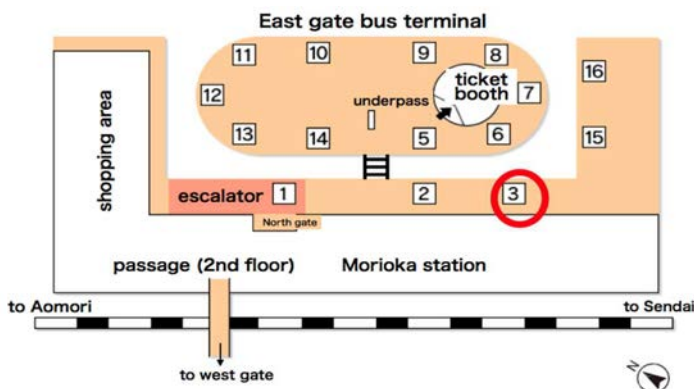 East gate bus terminal
11
10
9
8
16
ticket
booth
12
7
underpass
13
14
5
6
15
shopping area
escalator
1
2
3
North gate
passage (2nd floor)
Morioka station
to Aomori
to Sendai
to west gate
N